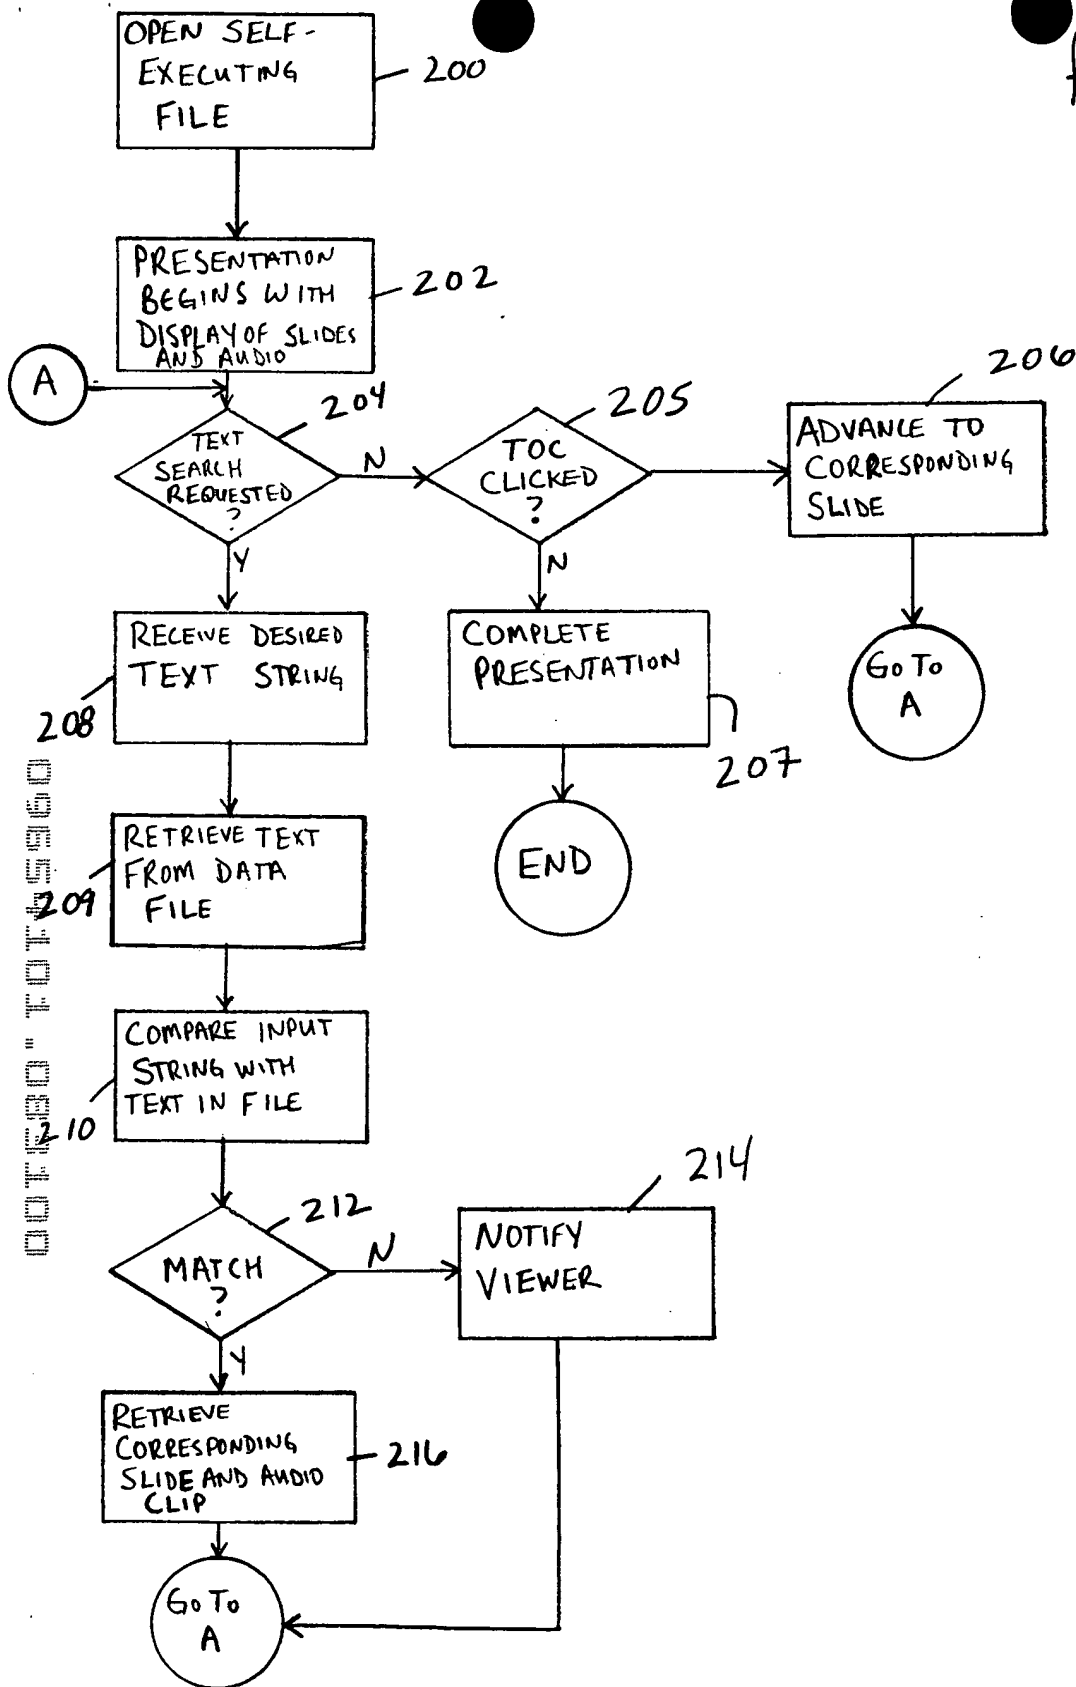 OPEN SELF-
EXECUTING
FILE
200
PRESENTATION
BEGINS WITH
DISPLAY OF SLIDES
AND AUDIO
202
A
TEXT
SEARCH
REQUESTED
?
204
N
Y
TOC
CLICKED
?
205
N
ADVANCE TO
CORRESPONDING
SLIDE
206
GO TO
A
COMPLETE
PRESENTATION
207
END
RECEIVE DESIRED
TEXT STRING
208
RETRIEVE TEXT
FROM DATA
FILE
209
COMPARE INPUT
STRING WITH
TEXT IN FILE
210
MATCH
?
212
N
Y
NOTIFY
VIEWER
214
RETRIEVE
CORRESPONDING
SLIDE AND AUDIO
CLIP
216
GO TO
A